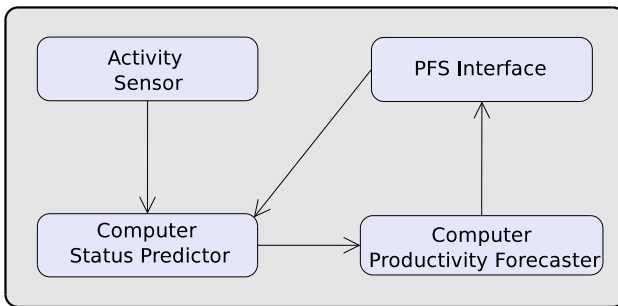 Activity
Sensor
PFS Interface
Computer
Status Predictor
Computer
Productivity Forecaster